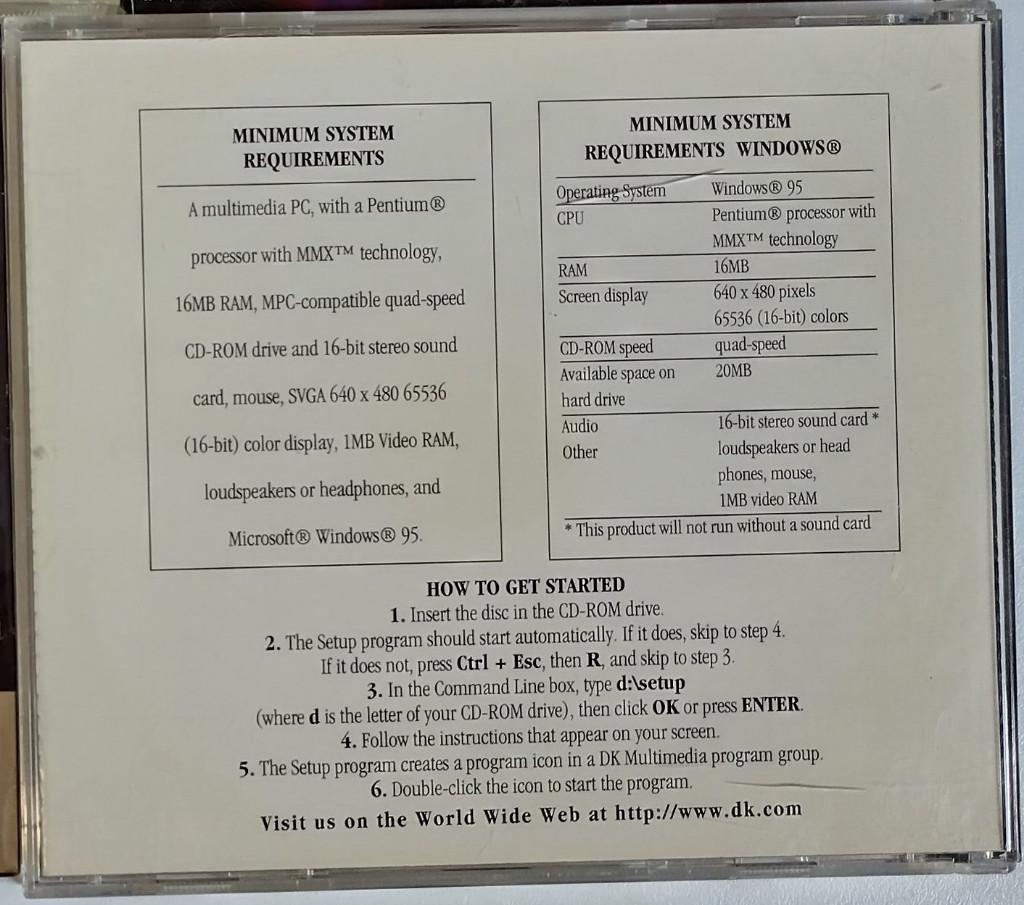 MINIMUM SYSTEM
REQUIREMENTS
A multimedia PC, with a Pentium®
processor with MMX™ technology,
16MB RAM, MPC-compatible quad-speed
CD-ROM drive and 16-bit stereo sound
card, mouse, SVGA 640 x 480 65536
(16-bit) color display, 1MB Video RAM,
loudspeakers or headphones, and
Microsoft® Windows® 95.
MINIMUM SYSTEM
REQUIREMENTS WINDOWS®
Operating System Windows® 95
CPU Pentium® processor with
MMX™ technology
RAM 16MB
Screen display 640 x 480 pixels
65536 (16-bit) colors
CD-ROM speed quad-speed
Available space on 20MB
hard drive
Audio 16-bit stereo sound card *
Other loudspeakers or head
phones, mouse,
1MB video RAM
* This product will not run without a sound card
HOW TO GET STARTED
1. Insert the disc in the CD-ROM drive.
2. The Setup program should start automatically. If it does, skip to step 4.
If it does not, press Ctrl + Esc, then R, and skip to step 3.
3. In the Command Line box, type d:\setup
(where d is the letter of your CD-ROM drive), then click OK or press ENTER.
4. Follow the instructions that appear on your screen.
5. The Setup program creates a program icon in a DK Multimedia program group.
6. Double-click the icon to start the program.
Visit us on the World Wide Web at http://www.dk.com